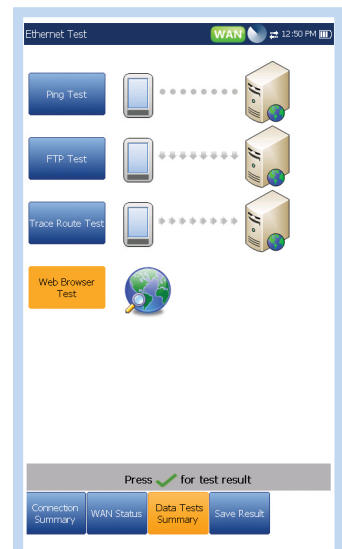 Ethernet Test WAN 12:50 PM
Ping Test
FTP Test
Trace Route Test
Web Browser
Test
Press for test result
Connection
Summary
WAN Status
Data Tests
Summary
Save Result